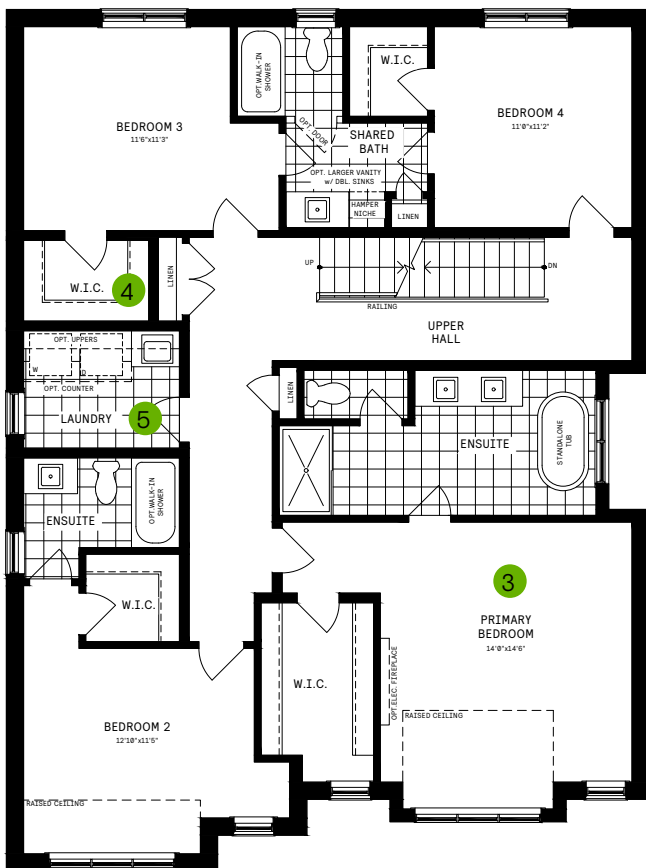 OPT.WALK-IN
SHOWER
W.I.C.
BEDROOM 3
11'6"x11'3"
OPT. DOOR
SHARED
BATH
BEDROOM 4
11'0"x11'2"
OPT. LARGER VANITY
w/ DBL. SINKS
HAMPER
NICHE
LINEN
W.I.C.
4
LINEN
UP
DN
RAILING
UPPER
HALL
OPT. UPPERS
W
D
OPT. COUNTER
LAUNDRY
5
LINEN
ENSUITE
STANDALONE
TUB
ENSUITE
OPT.WALK-IN
SHOWER
W.I.C.
3
PRIMARY
BEDROOM
14'0"x14'6"
W.I.C.
OPT.ELEC. FIREPLACE
RAISED CEILING
BEDROOM 2
12'10"x11'5"
RAISED CEILING